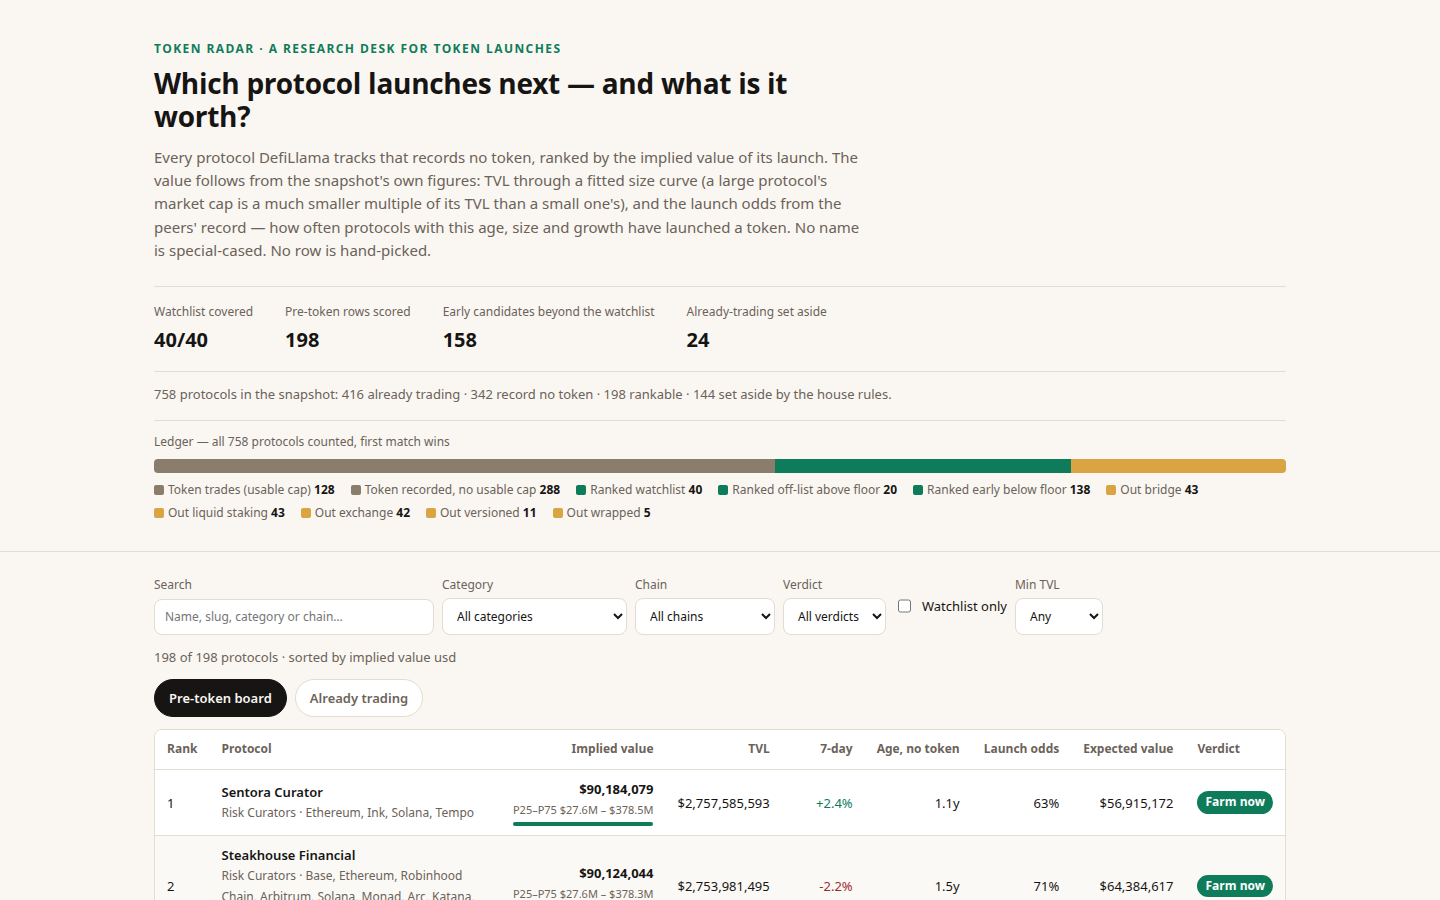 TOKEN RADAR · A RESEARCH DESK FOR TOKEN LAUNCHES
Which protocol launches next — and what is it
worth?
Every protocol DefiLlama tracks that records no token, ranked by the implied value of its launch. The
value follows from the snapshot's own figures: TVL through a fitted size curve (a large protocol's
market cap is a much smaller multiple of its TVL than a small one's), and the launch odds from the
peers' record — how often protocols with this age, size and growth have launched a token. No name
is special-cased. No row is hand-picked.
Watchlist covered Pre-token rows scored Early candidates beyond the watchlist Already-trading set aside
40/40 198 158 24
758 protocols in the snapshot: 416 already trading · 342 record no token · 198 rankable · 144 set aside by the house rules.
Ledger — all 758 protocols counted, first match wins
Token trades (usable cap) 128 Token recorded, no usable cap 288 Ranked watchlist 40 Ranked off-list above floor 20 Ranked early below floor 138 Out bridge 43
Out liquid staking 43 Out exchange 42 Out versioned 11 Out wrapped 5
Search Category Chain Verdict Min TVL
Name, slug, category or chain... All categories All chains All verdicts Watchlist only Any
198 of 198 protocols · sorted by implied value usd
Pre-token board Already trading
Rank Protocol Implied value TVL 7-day Age, no token Launch odds Expected value Verdict
1 Sentora Curator $90,184,079 $2,757,585,593 +2.4% 1.1y 63% $56,915,172 Farm now
Risk Curators · Ethereum, Ink, Solana, Tempo P25–P75 $27.6M – $378.5M
2 Steakhouse Financial $90,124,044 $2,753,981,495 -2.2% 1.5y 71% $64,384,617 Farm now
Risk Curators · Base, Ethereum, Robinhood
Chain, Arbitrum, Solana, Monad, Arc, Katana, P25–P75 $27.6M – $378.3M